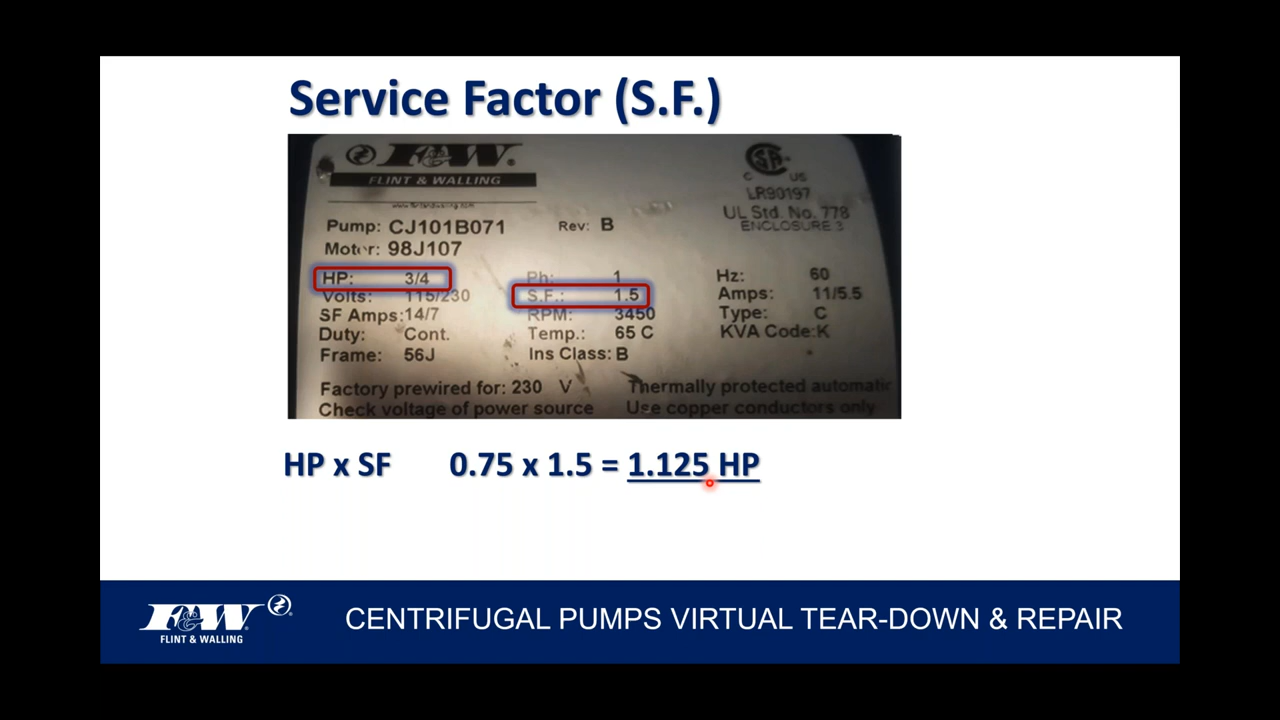 Service Factor (S.F.)
F&W®
FLINT & WALLING
C US
LR90197
UL Std. No. 778
ENCLOSURE 3
Pump: CJ101B071 Rev: B
Motor: 98J107
HP: 3/4 Ph: 1 Hz: 60
Volts: 115/230 S.F.: 1.5 Amps: 11/5.5
SF Amps: 14/7 RPM: 3450 Type: C
Duty: Cont. Temp.: 65 C KVA Code: K
Frame: 56J Ins Class: B
Factory prewired for: 230 V Thermally protected automatic
Check voltage of power source Use copper conductors only
HP x SF 0.75 x 1.5 = 1.125 HP
F&W®
FLINT & WALLING
CENTRIFUGAL PUMPS VIRTUAL TEAR-DOWN & REPAIR